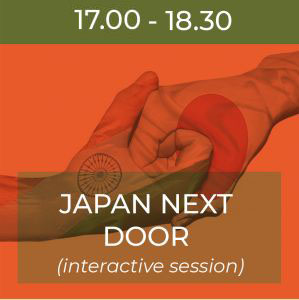 17.00 - 18.30
JAPAN NEXT
DOOR
(interactive session)